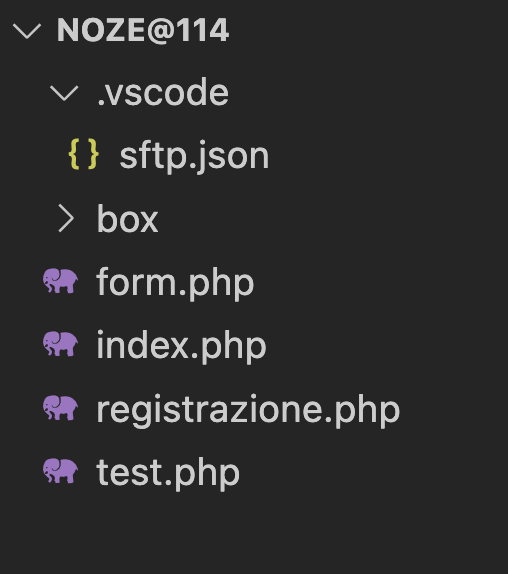 NOZE@114
.vscode
{} sftp.json
box
form.php
index.php
registrazione.php
test.php